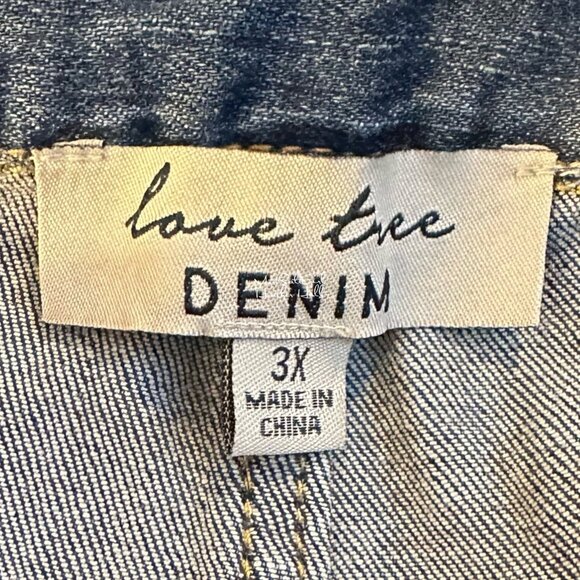 love tree
DENIM
3X
MADE IN
CHINA